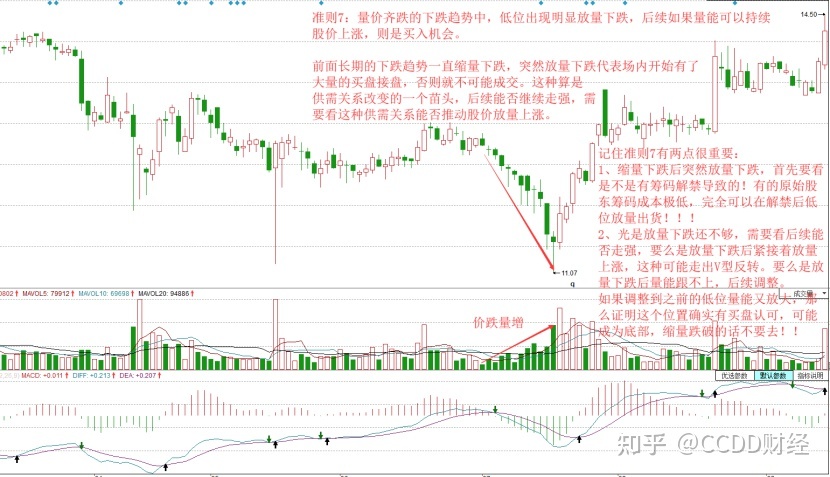 14.50
准则7：量价齐跌的下跌趋势中，低位出现明显放量下跌，后续如果量能可以持续
股价上涨，则是买入机会。
前面长期的下跌趋势一直缩量下跌，突然放量下跌代表场内开始有了
大量的买盘接盘，否则就不可能成交。这种算是
供需关系改变的一个苗头，后续能否继续走强，需
要看这种供需关系能否推动股价放量上涨。
记住准则7有两点很重要：
1、缩量下跌后突然放量下跌，首先要看
是不是有筹码解禁导致的！有的原始股
东筹码成本极低，完全可以在解禁后低
位放量出货！！！
2、光是放量下跌还不够，需要看后续能
否走强，要么是放量下跌后紧接着放量
上涨，这种可能走出V型反转。要么是放
量下跌后量能跟不上，后续调整。
如果调整到之前的低位量能又放大，那
么证明这个位置确实有买盘认可，可能
成为底部，缩量跌破的话不要去！！
11.07
q
0802 MAVOL5: 79912 MAVOL10: 69698 MAVOL20: 94886
成交量
价跌量增
优选参数 默认参数 指标说明
MACD: +0.011 DIFF: +0.213 DEA: +0.207
知乎 @CCDD财经